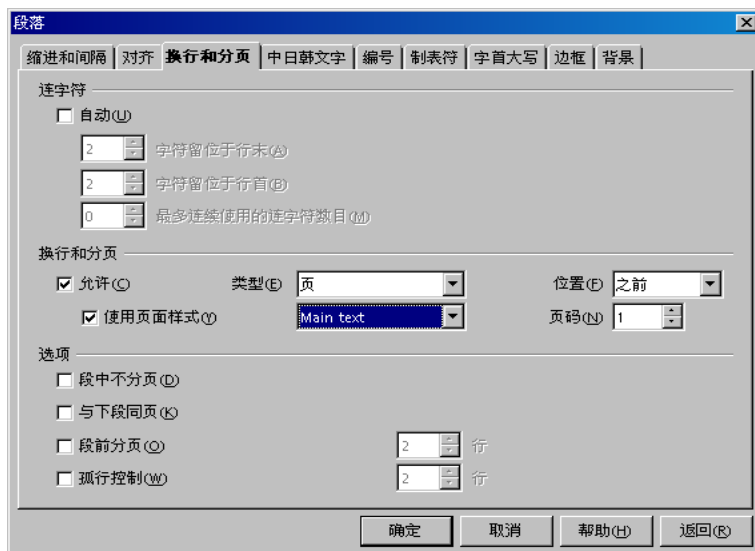 段落
缩进和间隔 对齐 换行和分页 中日韩文字 编号 制表符 字首大写 边框 背景
连字符
自动(U)
2 字符留位于行末(A)
2 字符留位于行首(B)
0 最多连续使用的连字符数目(M)
换行和分页
允许(C) 类型(E) 页 位置(F) 之前
使用页面样式(Y) Main text 页码(N) 1
选项
段中不分页(D)
与下段同页(K)
段前分页(O) 2 行
孤行控制(W) 2 行
确定 取消 帮助(H) 返回(R)